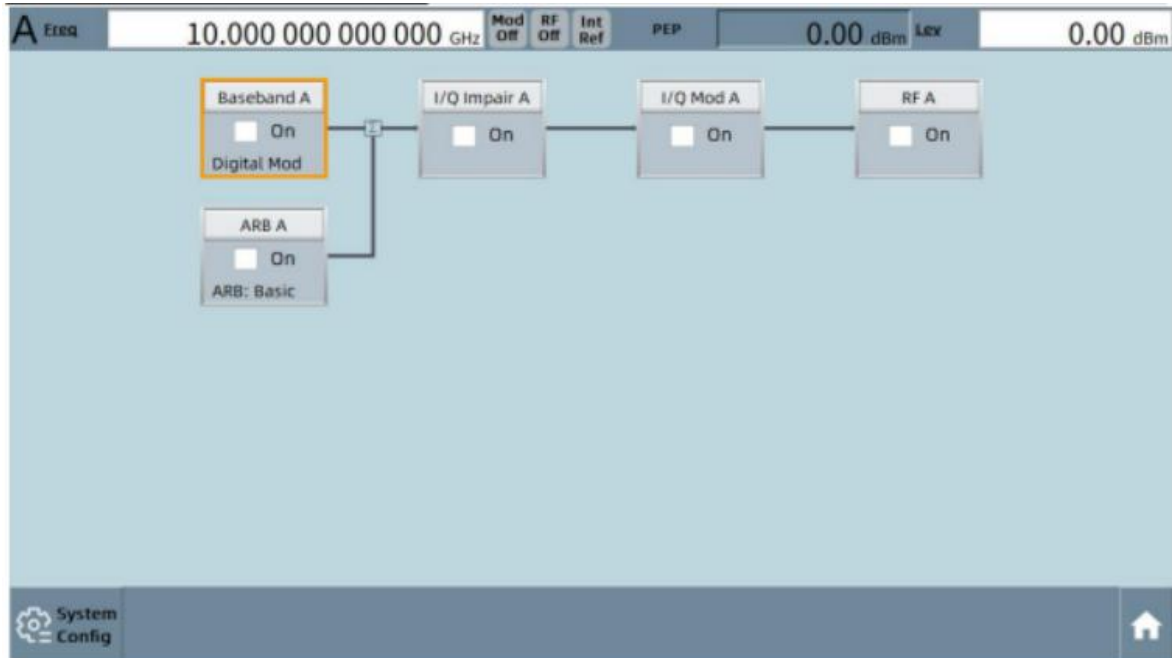 A Freq 10.000 000 000 000 GHz Mod Off RF Off Int Ref PEP 0.00 dBm Lev 0.00 dBm
Baseband A
On
Digital Mod
I/Q Impair A
On
I/Q Mod A
On
RF A
On
Σ
ARB A
On
ARB: Basic
System
Config